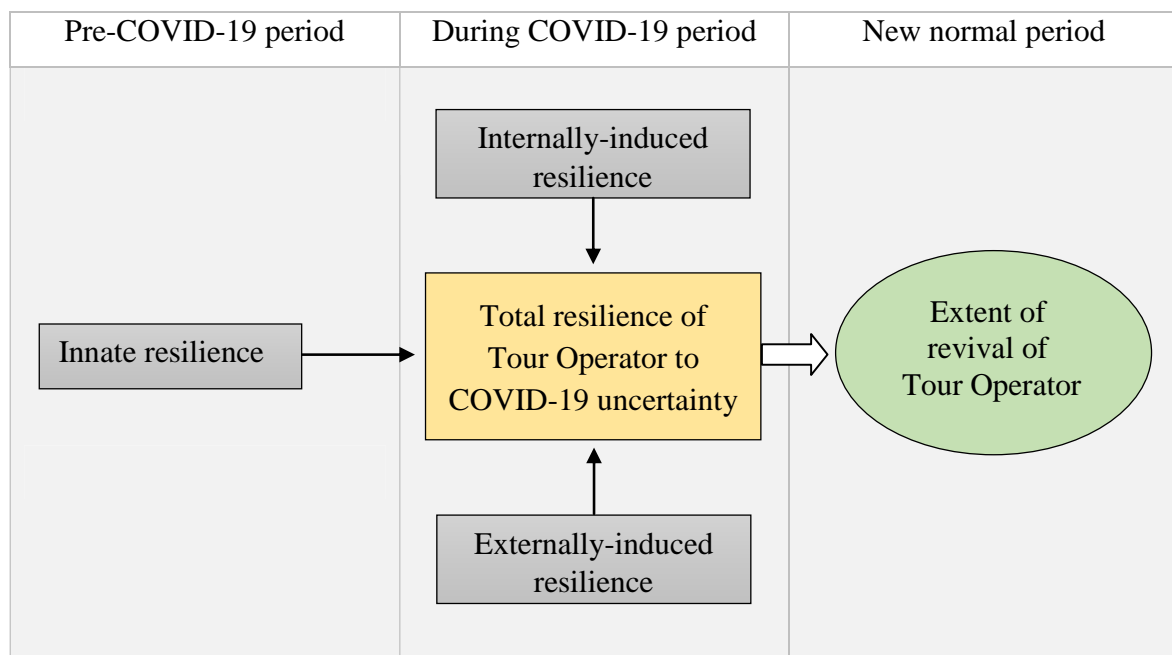 Pre-COVID-19 period
During COVID-19 period
New normal period
Internally-induced
resilience
Innate resilience
Total resilience of
Tour Operator to
COVID-19 uncertainty
Extent of
revival of
Tour Operator
Externally-induced
resilience